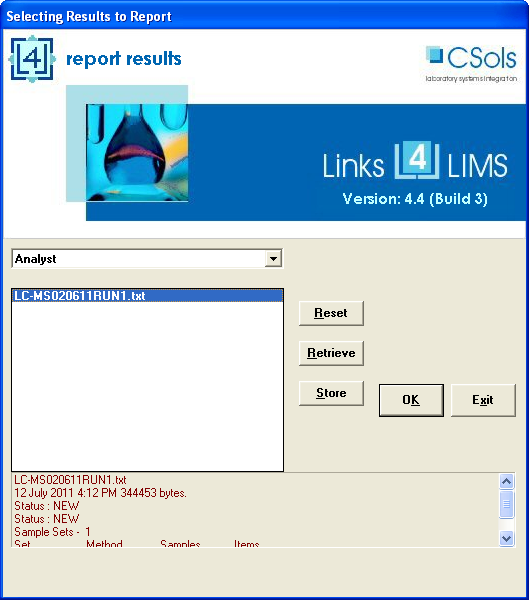 Selecting Results to Report
4 report results
CSols
laboratory systems integration
Links 4 LIMS
Version: 4.4 (Build 3)
Analyst
LC-MS020611RUN1.txt
Reset
Retrieve
Store
OK
Exit
LC-MS020611RUN1.txt
12 July 2011 4:12 PM 344453 bytes.
Status : NEW
Status : NEW
Sample Sets - 1
Set Method Samples Items